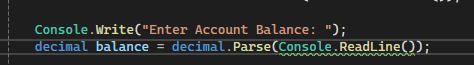 Console.Write("Enter Account Balance: ");
decimal balance = decimal.Parse(Console.ReadLine());